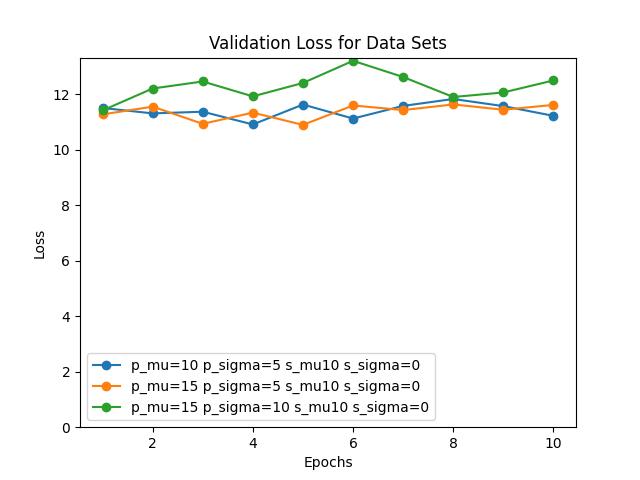 Validation Loss for Data Sets
12
10
8
6
4
2
0
Loss
p_mu=10 p_sigma=5 s_mu10 s_sigma=0
p_mu=15 p_sigma=5 s_mu10 s_sigma=0
p_mu=15 p_sigma=10 s_mu10 s_sigma=0
2 4 6 8 10
Epochs